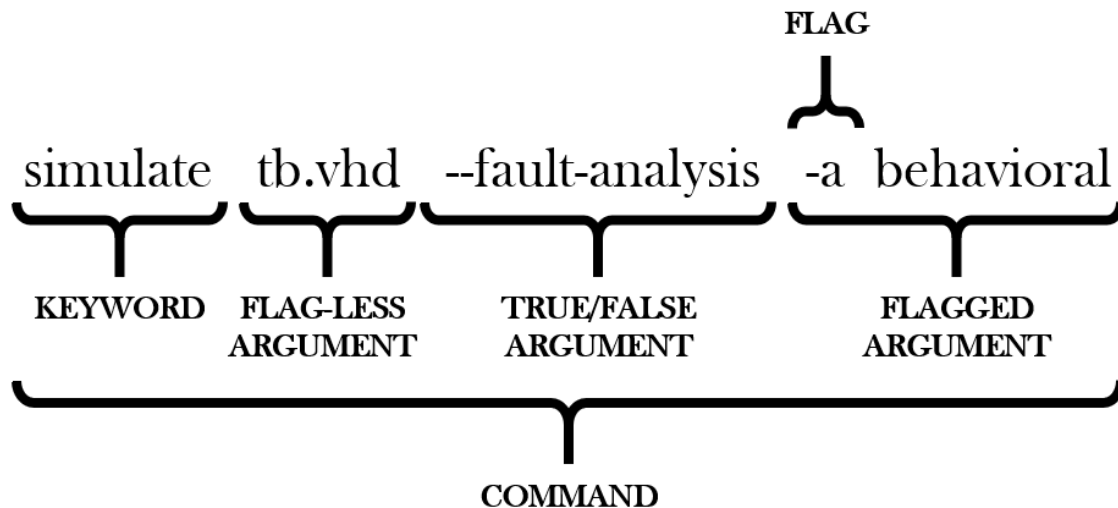 FLAG
simulate tb.vhd --fault-analysis -a behavioral
KEYWORD FLAG-LESS TRUE/FALSE FLAGGED
ARGUMENT ARGUMENT ARGUMENT
COMMAND